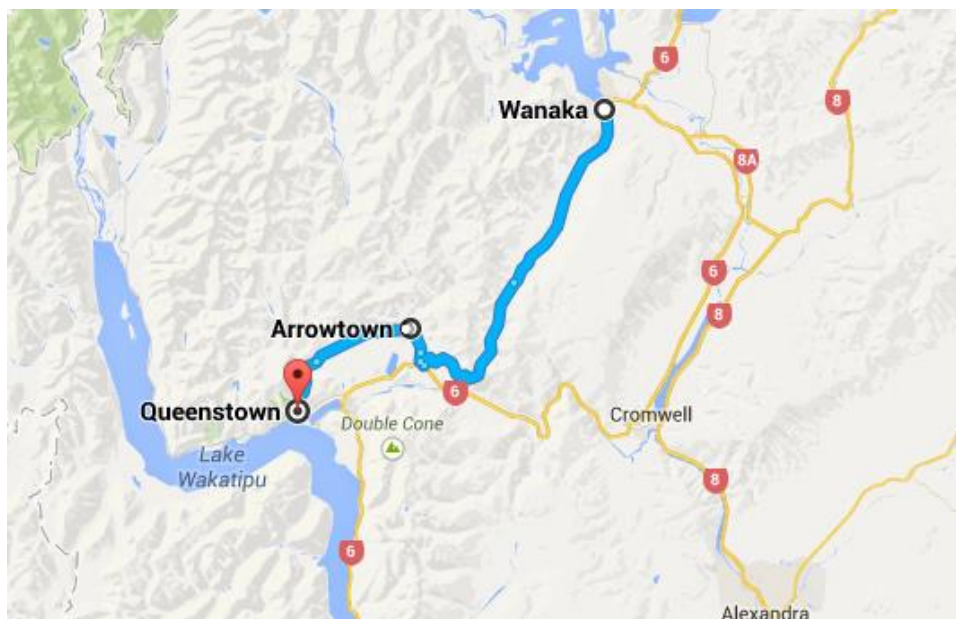 6
Wanaka
8
8A
6
8
Arrowtown
6
Queenstown
Double Cone
Cromwell
Lake
Wakatipu
8
6
Alexandra